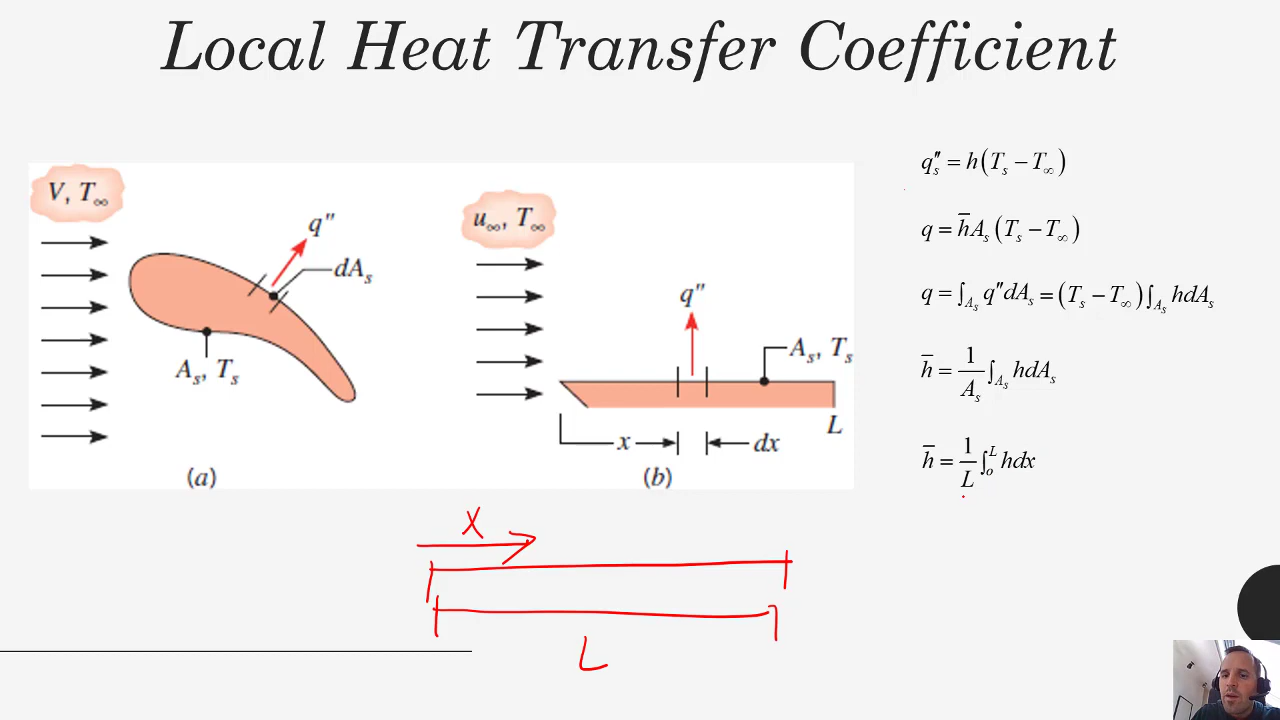 Local Heat Transfer Coefficient
V, T∞
q"
dAₛ
Aₛ, Tₛ
(a)
u∞, T∞
q"
Aₛ, Tₛ
L
x
dx
(b)
q″ₛ = h(Tₛ − T∞)
q = h̅Aₛ(Tₛ − T∞)
q = ∫Aₛ q″dAₛ = (Tₛ − T∞)∫Aₛ hdAₛ
h̅ = 1/Aₛ ∫Aₛ hdAₛ
h̅ = 1/L ∫ₒᴸ hdx
X
L